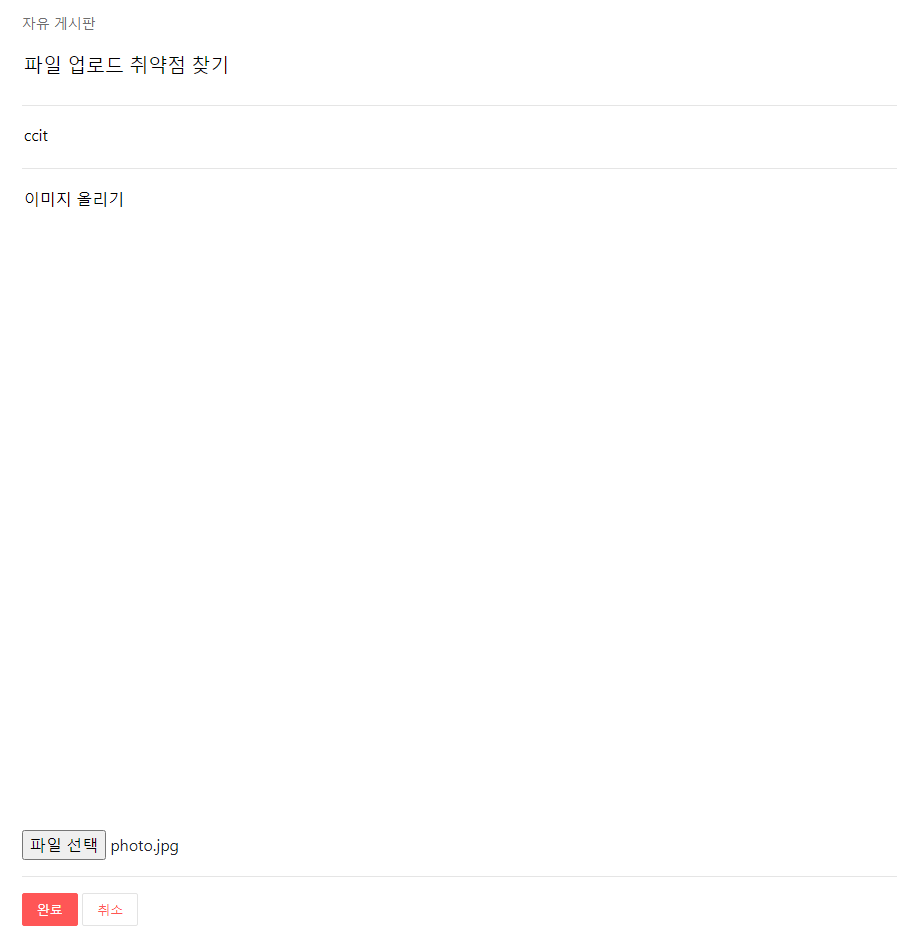 자유 게시판
파일 업로드 취약점 찾기
ccit
이미지 올리기
파일 선택 photo.jpg
완료 취소